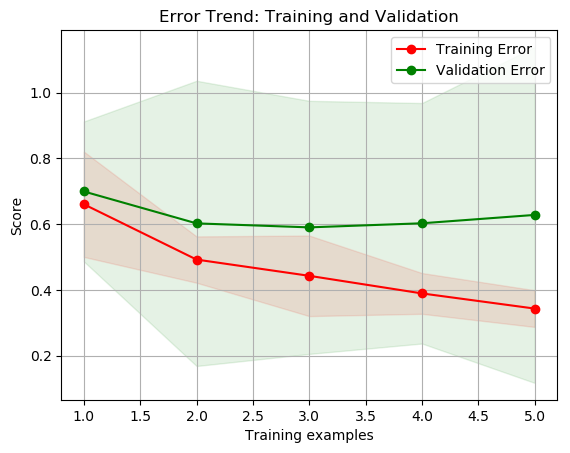 Error Trend: Training and Validation
Training Error
Validation Error
Score
1.0
0.8
0.6
0.4
0.2
1.0 1.5 2.0 2.5 3.0 3.5 4.0 4.5 5.0
Training examples